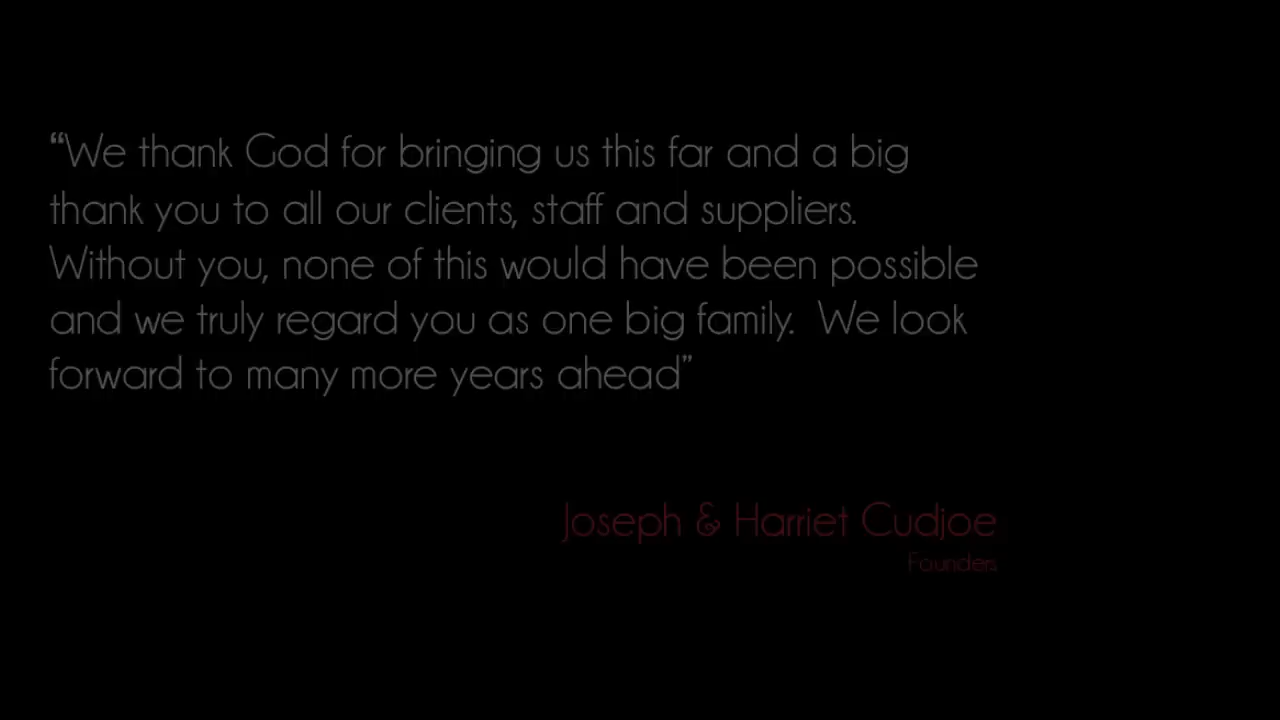 “We thank God for bringing us this far and a big
thank you to all our clients, staff and suppliers.
Without you, none of this would have been possible
and we truly regard you as one big family.  We look
forward to many more years ahead”
Joseph & Harriet Cudjoe
Founders